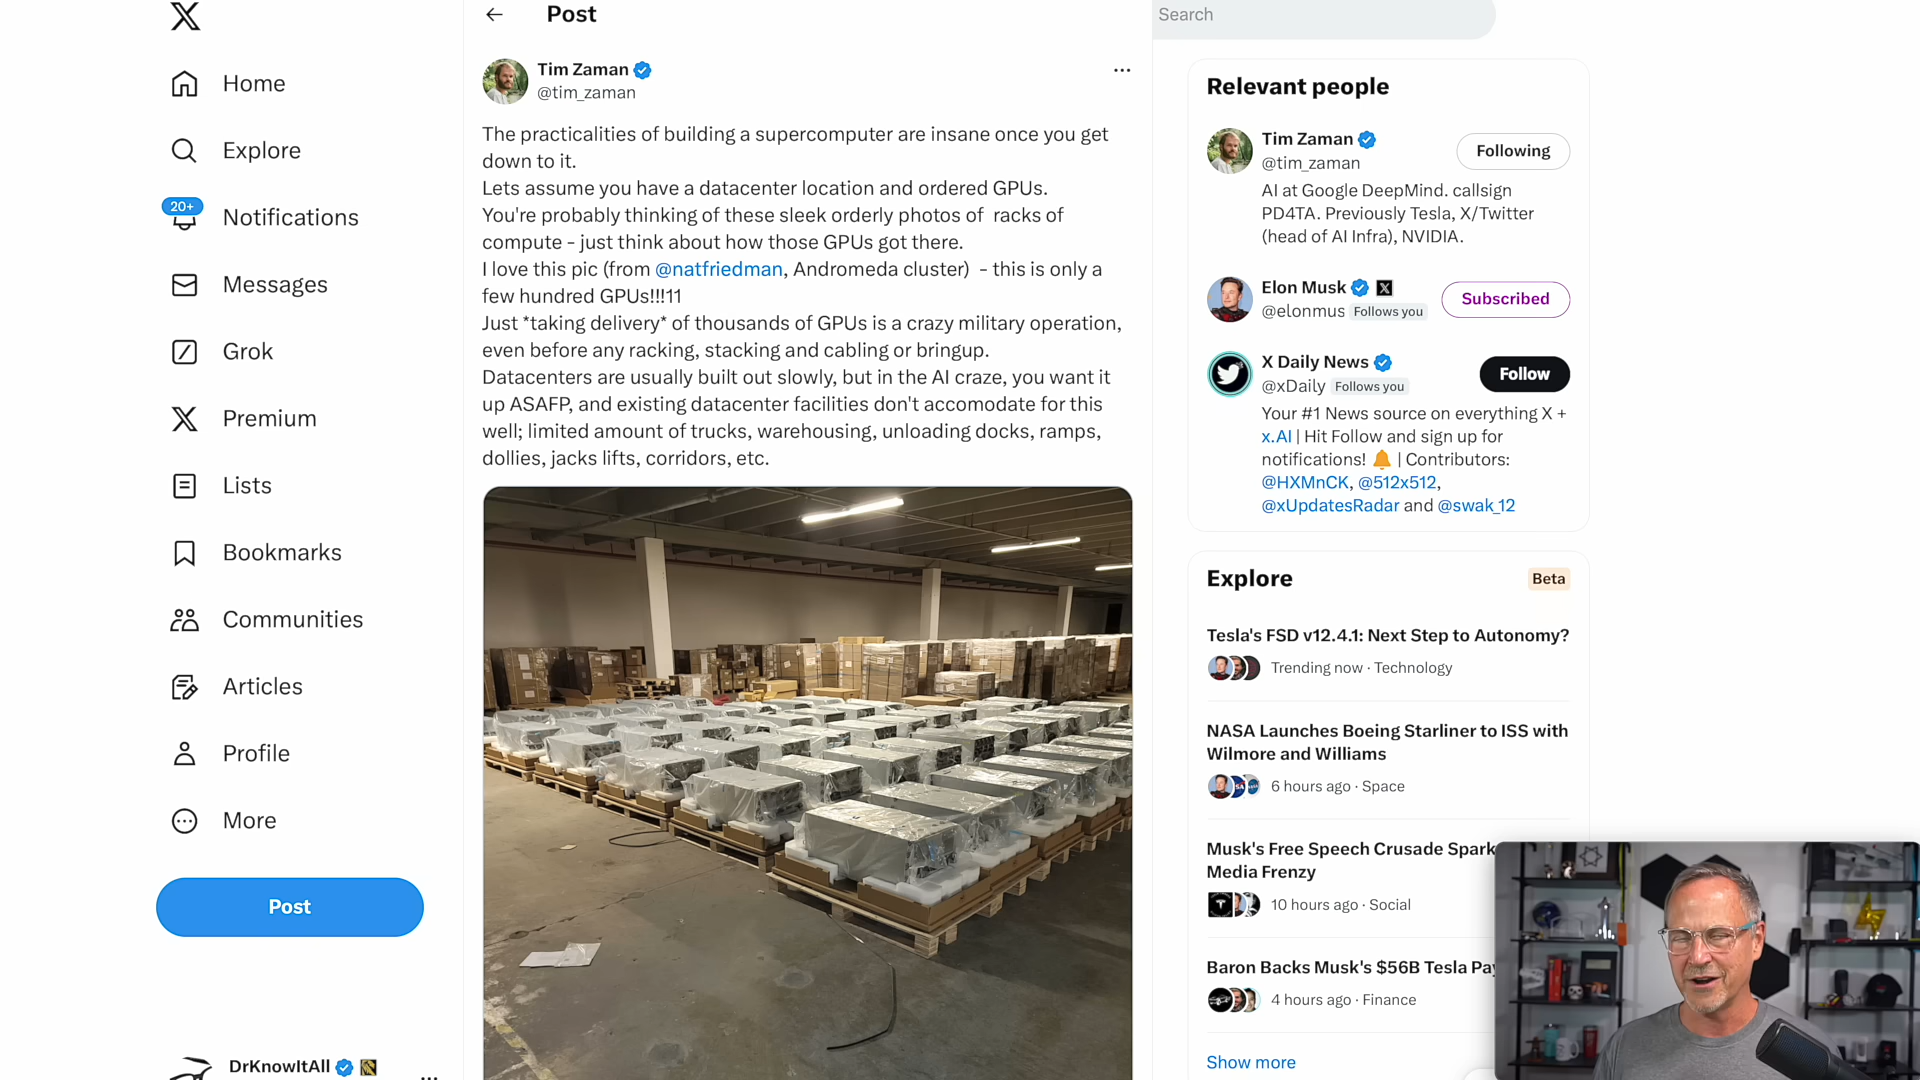 Home
Explore
20+
Notifications
Messages
Grok
Premium
Lists
Bookmarks
Communities
Articles
Profile
More
Post
DrKnowItAll
Post
Tim Zaman
@tim_zaman
The practicalities of building a supercomputer are insane once you get
down to it.
Lets assume you have a datacenter location and ordered GPUs.
You're probably thinking of these sleek orderly photos of  racks of
compute - just think about how those GPUs got there.
I love this pic (from @natfriedman, Andromeda cluster)  - this is only a
few hundred GPUs!!!11
Just *taking delivery* of thousands of GPUs is a crazy military operation,
even before any racking, stacking and cabling or bringup.
Datacenters are usually built out slowly, but in the AI craze, you want it
up ASAFP, and existing datacenter facilities don't accomodate for this
well; limited amount of trucks, warehousing, unloading docks, ramps,
dollies, jacks lifts, corridors, etc.
Search
Relevant people
Tim Zaman
@tim_zaman
Following
AI at Google DeepMind. callsign
PD4TA. Previously Tesla, X/Twitter
(head of AI Infra), NVIDIA.
Elon Musk
@elonmus Follows you
Subscribed
X Daily News
@xDaily Follows you
Follow
Your #1 News source on everything X +
x.AI | Hit Follow and sign up for
notifications! 🔔 | Contributors:
@HXMnCK, @512x512,
@xUpdatesRadar and @swak_12
Explore
Beta
Tesla's FSD v12.4.1: Next Step to Autonomy?
Trending now · Technology
NASA Launches Boeing Starliner to ISS with
Wilmore and Williams
6 hours ago · Space
Musk's Free Speech Crusade Spark
Media Frenzy
10 hours ago · Social
Baron Backs Musk's $56B Tesla Pay
4 hours ago · Finance
Show more